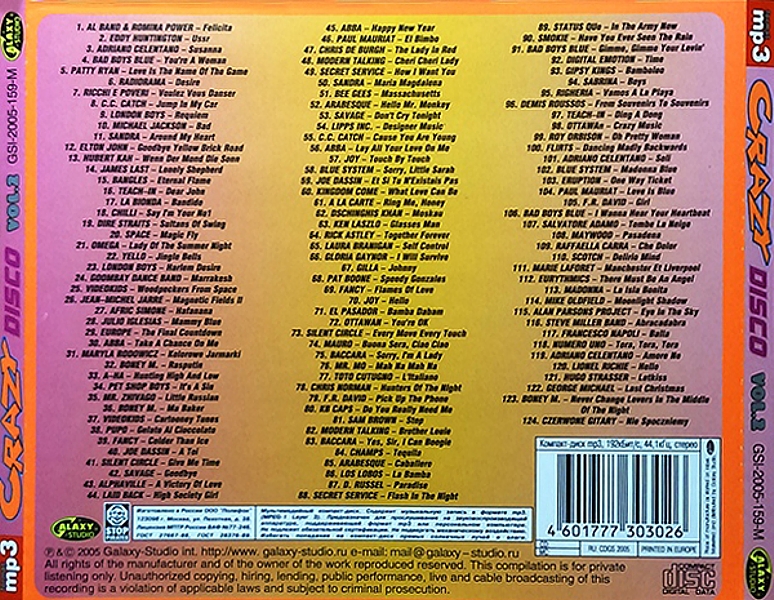 1. AL BAND & ROMINA POWER – Felicita
2. EDDY HUNTINGTON – Ussr
3. ADRIANO CELENTANO – Susanna
4. BAD BOYS BLUE – You're A Woman
5. PATTY RYAN – Love Is The Name Of The Game
6. RADIORAMA – Desire
7. RICCHI E POVERI – Voulez Vous Danser
8. C.C. CATCH – Jump In My Car
9. LONDON BOYS – Requiem
10. MICHAEL JACKSON – Bad
11. SANDRA – Around My Heart
12. ELTON JOHN – Goodbye Yellow Brick Road
13. HUBERT KAH – Wenn Der Mond Die Sonn
14. JAMES LAST – Lonely Shepherd
15. BANGLES – Eternal Flame
16. TEACH-IN – Dear John
17. LA BIONDA – Bandido
18. CHILLI – Say I'm Your No1
19. DIRE STRAITS – Sultans Of Swing
20. SPACE – Magic Fly
21. OMEGA – Lady Of The Summer Night
22. YELLO – Jingle Bells
23. LONDON BOYS – Harlem Desire
24. GOOMBAY DANCE BAND – Marrakesh
25. VIDEOKIDS – Woodpeckers From Space
26. JEAN-MICHEL JARRE – Magnetic Fields II
27. AFRIC SIMONE – Hafanana
28. JULIO IGLESIAS – Mammy Blue
29. EUROPE – The Final Countdown
30. ABBA – Take A Chance On Me
31. MARYLA RODOWICZ – Kolorowe Jarmarki
32. BONEY M. – Rasputin
33. A-HA – Hunting High And Low
34. PET SHOP BOYS – It's A Sin
35. MR. ZHIVAGO – Little Russian
36. BONEY M. – Ma Baker
37. VIDEOKIDS – Cartooney Tunes
38. PUPO – Gelato Al Cioccolato
39. FANCY – Colder Than Ice
40. JOE DASSIN – A Toi
41. SILENT CIRCLE – Give Me Time
42. SAVAGE – Goodbye
43. ALPHAVILLE – A Victory Of Love
44. LAID BACK – High Society Girl
45. ABBA – Happy New Year
46. PAUL MAURIAT – El Bimbo
47. CHRIS DE BURGH – The Lady In Red
48. MODERN TALKING – Cheri Cheri Lady
49. SECRET SERVICE – How I Want You
50. SANDRA – Maria Magdalena
51. BEE GEES – Massachusetts
52. ARABESQUE – Hello Mr. Monkey
53. SAVAGE – Don't Cry Tonight
54. LIPPS INC. – Designer Music
55. C.C. CATCH – Cause You Are Young
56. ABBA – Lay All Your Love On Me
57. JOY – Touch By Touch
58. BLUE SYSTEM – Sorry, Little Sarah
59. JOE DASSIN – Et Si Tu N'Existais Pas
60. KINGDOM COME – What Love Can Be
61. A LA CARTE – Ring Me, Honey
62. DSCHINGHIS KHAN – Moskau
63. KEN LASZLO – Glasses Man
64. RICK ASTLEY – Together Forever
65. LAURA BRANIGAN – Self Control
66. GLORIA GAYNOR – I Will Survive
67. GILLA – Johnny
68. PAT BOONE – Speedy Gonzales
69. FANCY – Flames Of Love
70. JOY – Hello
71. EL PASADOR – Bamba Dabam
72. OTTAWAN – You're OK
73. SILENT CIRCLE – Every Move Every Touch
74. MAURO – Buona Sera, Ciao Ciao
75. BACCARA – Sorry, I'm A Lady
76. MR. MO – Mah Na Mah Na
77. TOTO CUTUGNO – L'Italiano
78. CHRIS NORMAN – Hunters Of The Night
79. F.R. DAVID – Pick Up The Phone
80. KB CAPS – Do You Really Need Me
81. SAM BROWN – Stop
82. MODERN TALKING – Brother Louie
83. BACCARA – Yes, Sir, I Can Boogie
84. CHAMPS – Tequila
85. ARABESQUE – Caballero
86. LOS LOBOS – La Bamba
87. D. RUSSEL – Paradise
88. SECRET SERVICE – Flash In The Night
89. STATUS QUo – In The Army New
90. SMOKIE – Have You Ever Seen The Rain
91. BAD BOYS BLUE – Gimme, Gimme Your Lovin'
92. DIGITAL EMOTION – Time
93. GIPSY KINGS – Bamboleo
94. SABRINA – Boys
95. RIGHERIA – Vamos A La Playa
96. DEMIS ROUSSOS – From Souvenirs To Souvenirs
97. TEACH-IN – Ding A Dong
98. OTTAWAn – Crazy Music
99. ROY ORBISON – Oh Pretty Woman
100. FLIRTS – Dancing Madly Backwards
101. ADRIANO CELENTANO – Soli
102. BLUE SYSTEM – Madonna Blue
103. ERUPTION – One Way Ticket
104. PAUL MAURIAT – Love Is Blue
105. F.R. DAVID – Girl
106. BAD BOYS BLUE – I Wanna Hear Your Heartbeat
107. SALVATORE ADAMO – Tombe La Neige
108. MAYWOOD – Pasadena
109. RAFFAELLA CARRA – Che Dolor
110. SCOTCH – Delirio Mind
111. MARIE LAFORET – Manchester Et Liverpool
112. EURYTHMICS – There Must Be An Angel
113. MADONNA – La Isla Bonita
114. MIKE OLDFIELD – Moonlight Shadow
115. ALAN PARSONS PROJECT – Eye In The Sky
116. STEVE MILLER BAND – Abracadabra
117. FRANCESCO NAPOLI – Balla
118. NUMERO UNO – Tora, Tora, Tora
119. ADRIANO CELENTANO – Amore No
120. LIONEL RICHIE – Hello
121. HUGO STRASSER – Letkiss
122. GEORGE MICHAEL – Last Christmas
123. BONEY M. – Never Change Lovers In The Middle
Of The Night
124. CZERWONE GITARY – Nie Spoczniemy
Компакт-диск mp3, 192кбит/с, 44,1кГц, стерео
4 601777 303026
RU CDGS 2005 PRINTED IN EUROPE
GALAXY STUDIO
STOP
Изготовлено в России ООО "Полифон"
℗ & © 2005 Galaxy-Studio int. http://www.galaxy-studio.ru e-mail: mail@galaxy-studio.ru
All rights of the manufacturer and of the owner of the work reproduced reserved. This compilation is for private
listening only. Unauthorized copying, hiring, lending, public performance, live and cable broadcasting of this
recording is a violation of applicable laws and subject to criminal prosecution.
COMPACT disc DIGITAL DATA
mp3 CRAZY DISCO VOL.2 GSI-2005-159-M GALAXY STUDIO
mp3 CRAZY DISCO VOL.2 GSI-2005-159-M GALAXY STUDIO